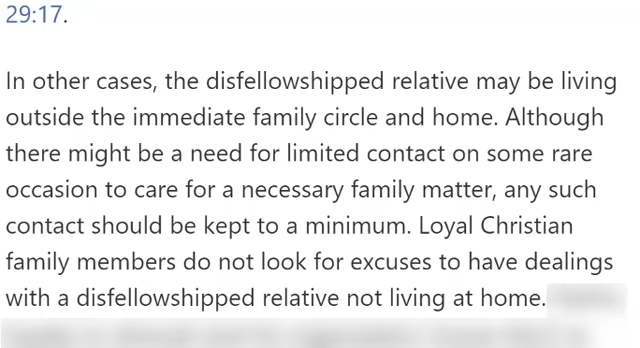 29:17.
In other cases, the disfellowshipped relative may be living
outside the immediate family circle and home. Although
there might be a need for limited contact on some rare
occasion to care for a necessary family matter, any such
contact should be kept to a minimum. Loyal Christian
family members do not look for excuses to have dealings
with a disfellowshipped relative not living at home.